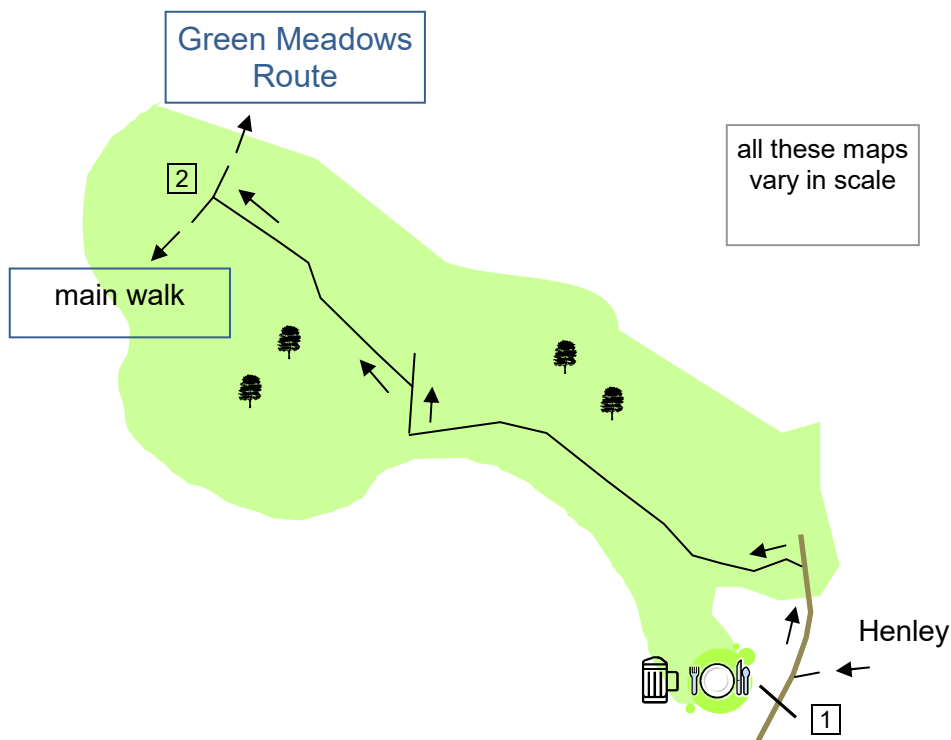 Green Meadows
Route
all these maps
vary in scale
2
main walk
Henley
1